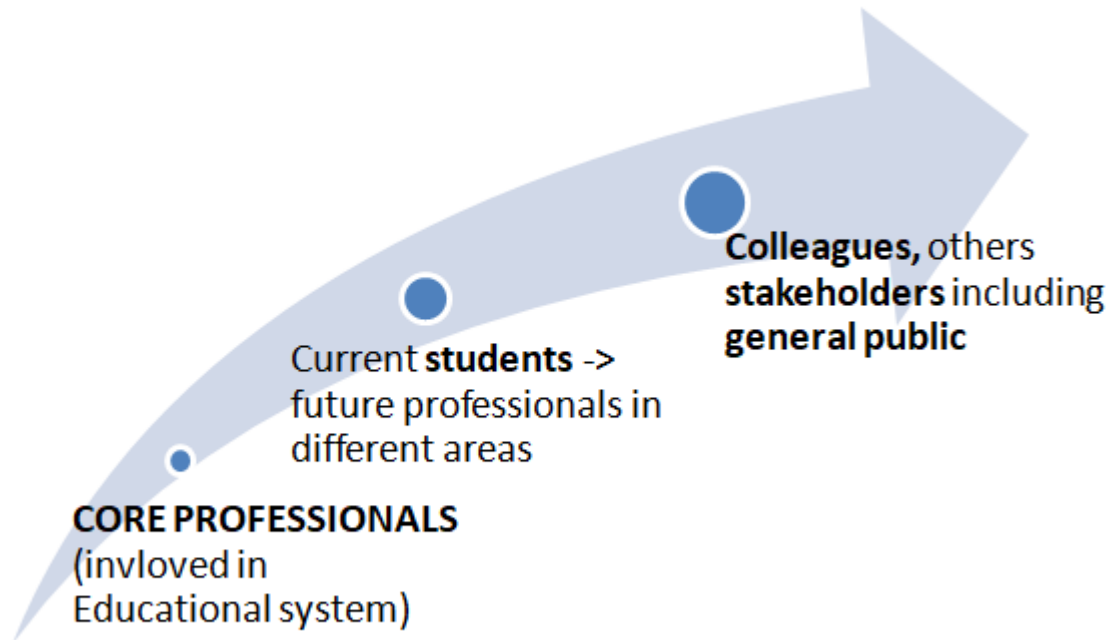 Colleagues, others
stakeholders including
general public
Current students ->
future professionals in
different areas
CORE PROFESSIONALS
(invloved in
Educational system)